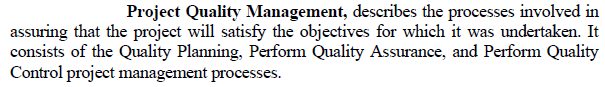 Project Quality Management, describes the processes involved in
assuring that the project will satisfy the objectives for which it was undertaken. It
consists of the Quality Planning, Perform Quality Assurance, and Perform Quality
Control project management processes.